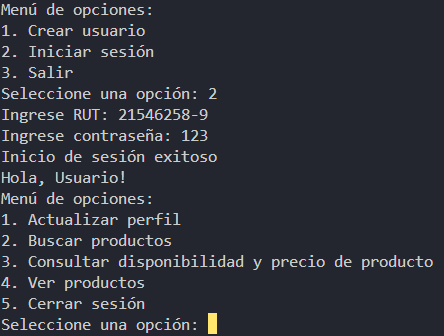 Menú de opciones:
1. Crear usuario
2. Iniciar sesión
3. Salir
Seleccione una opción: 2
Ingrese RUT: 21546258-9
Ingrese contraseña: 123
Inicio de sesión exitoso
Hola, Usuario!
Menú de opciones:
1. Actualizar perfil
2. Buscar productos
3. Consultar disponibilidad y precio de producto
4. Ver productos
5. Cerrar sesión
Seleccione una opción: